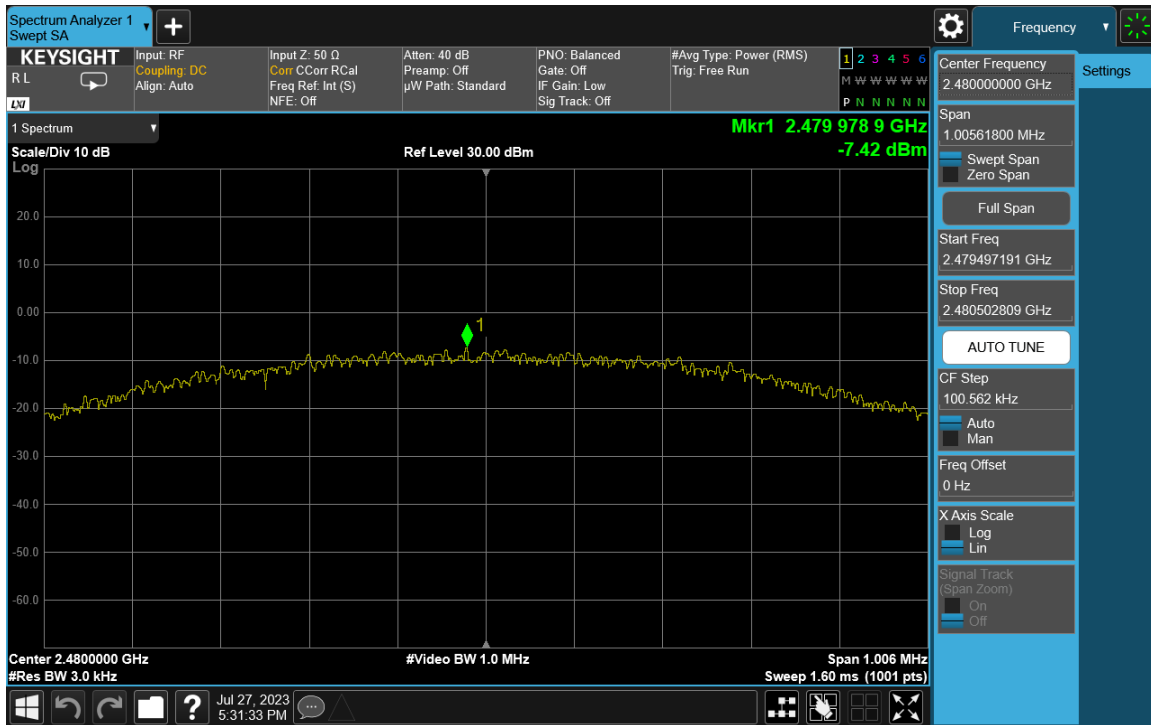 Spectrum Analyzer 1
Swept SA
+
Frequency
KEYSIGHT
R L
LXI
Input: RF
Coupling: DC
Align: Auto
Input Z: 50 Ω
Corr CCorr RCal
Freq Ref: Int (S)
NFE: Off
Atten: 40 dB
Preamp: Off
µW Path: Standard
PNO: Balanced
Gate: Off
IF Gain: Low
Sig Track: Off
#Avg Type: Power (RMS)
Trig: Free Run
1 2 3 4 5 6
M W W W W W
P N N N N N
1 Spectrum
Scale/Div 10 dB
Log
Ref Level 30.00 dBm
Mkr1 2.479 978 9 GHz
-7.42 dBm
20.0
10.0
0.00
-10.0
-20.0
-30.0
-40.0
-50.0
-60.0
1
Center 2.4800000 GHz
#Res BW 3.0 kHz
#Video BW 1.0 MHz
Span 1.006 MHz
Sweep 1.60 ms (1001 pts)
Center Frequency
2.480000000 GHz
Settings
Span
1.00561800 MHz
Swept Span
Zero Span
Full Span
Start Freq
2.479497191 GHz
Stop Freq
2.480502809 GHz
AUTO TUNE
CF Step
100.562 kHz
Auto
Man
Freq Offset
0 Hz
X Axis Scale
Log
Lin
Signal Track
(Span Zoom)
On
Off
?
Jul 27, 2023
5:31:33 PM